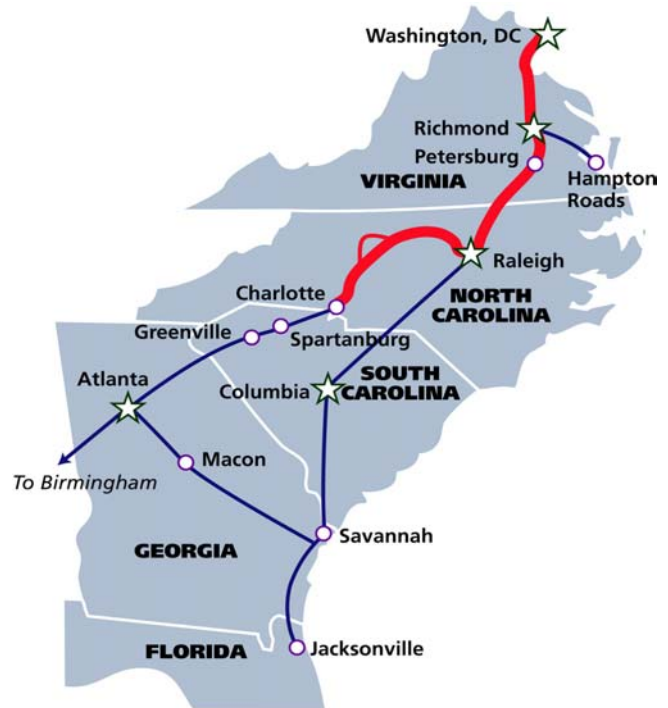 Washington, DC
Richmond
Petersburg
VIRGINIA
Hampton
Roads
Raleigh
Charlotte
NORTH
CAROLINA
Greenville
Spartanburg
Atlanta
Columbia
SOUTH
CAROLINA
Macon
To Birmingham
Savannah
GEORGIA
Jacksonville
FLORIDA